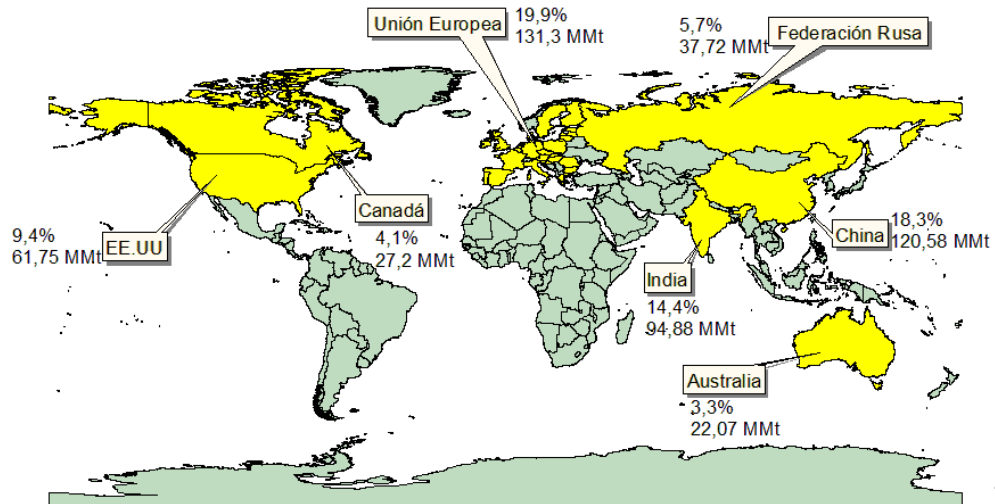 Unión Europea
19,9%
131,3 MMt
5,7%
37,72 MMt
Federación Rusa
Canadá
4,1%
27,2 MMt
9,4%
61,75 MMt
EE.UU
18,3%
120,58 MMt
China
India
14,4%
94,88 MMt
Australia
3,3%
22,07 MMt